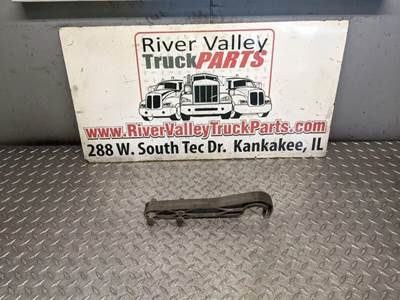 River Valley
TruckPARTS
www.RiverValleyTruckParts.com
288 W. South Tec Dr. Kankakee, IL